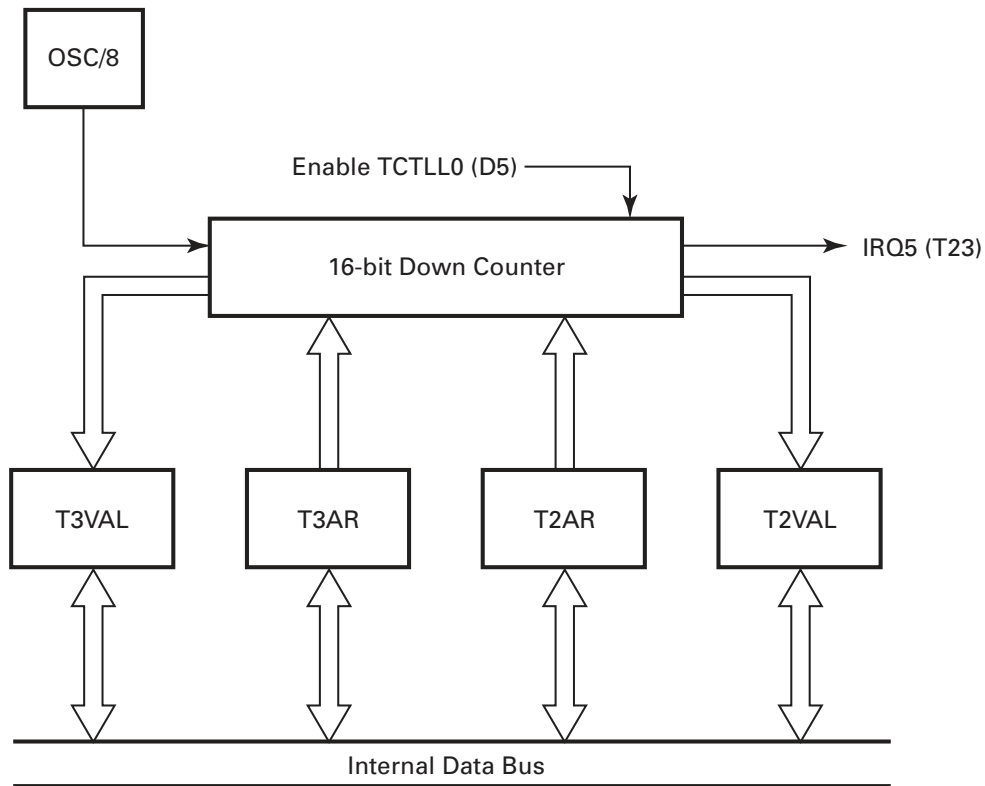 OSC/8
Enable TCTLL0 (D5)
16-bit Down Counter
IRQ5 (T23)
T3VAL
T3AR
T2AR
T2VAL
Internal Data Bus